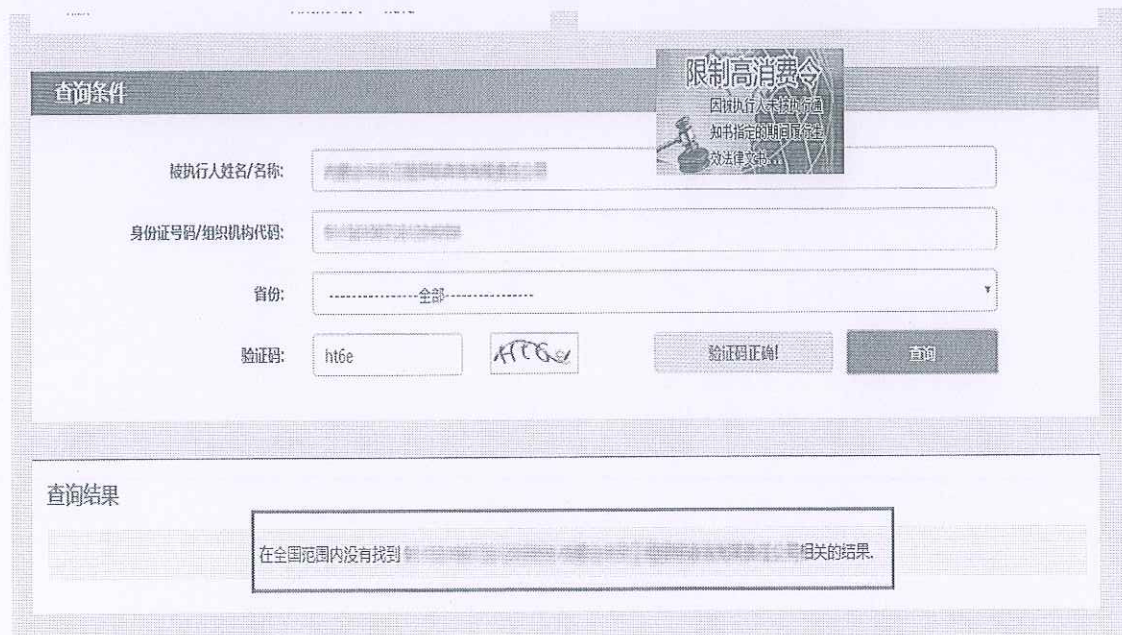 查询条件
限制高消费令
因被执行人未按执行通
知书指定的期间履行生
效法律文书...
被执行人姓名/名称:
身份证号码/组织机构代码:
省份:
-----------------全部-----------------
验证码:
ht6e
HT6e
验证码正确!
查询
查询结果
在全国范围内没有找到
相关的结果.